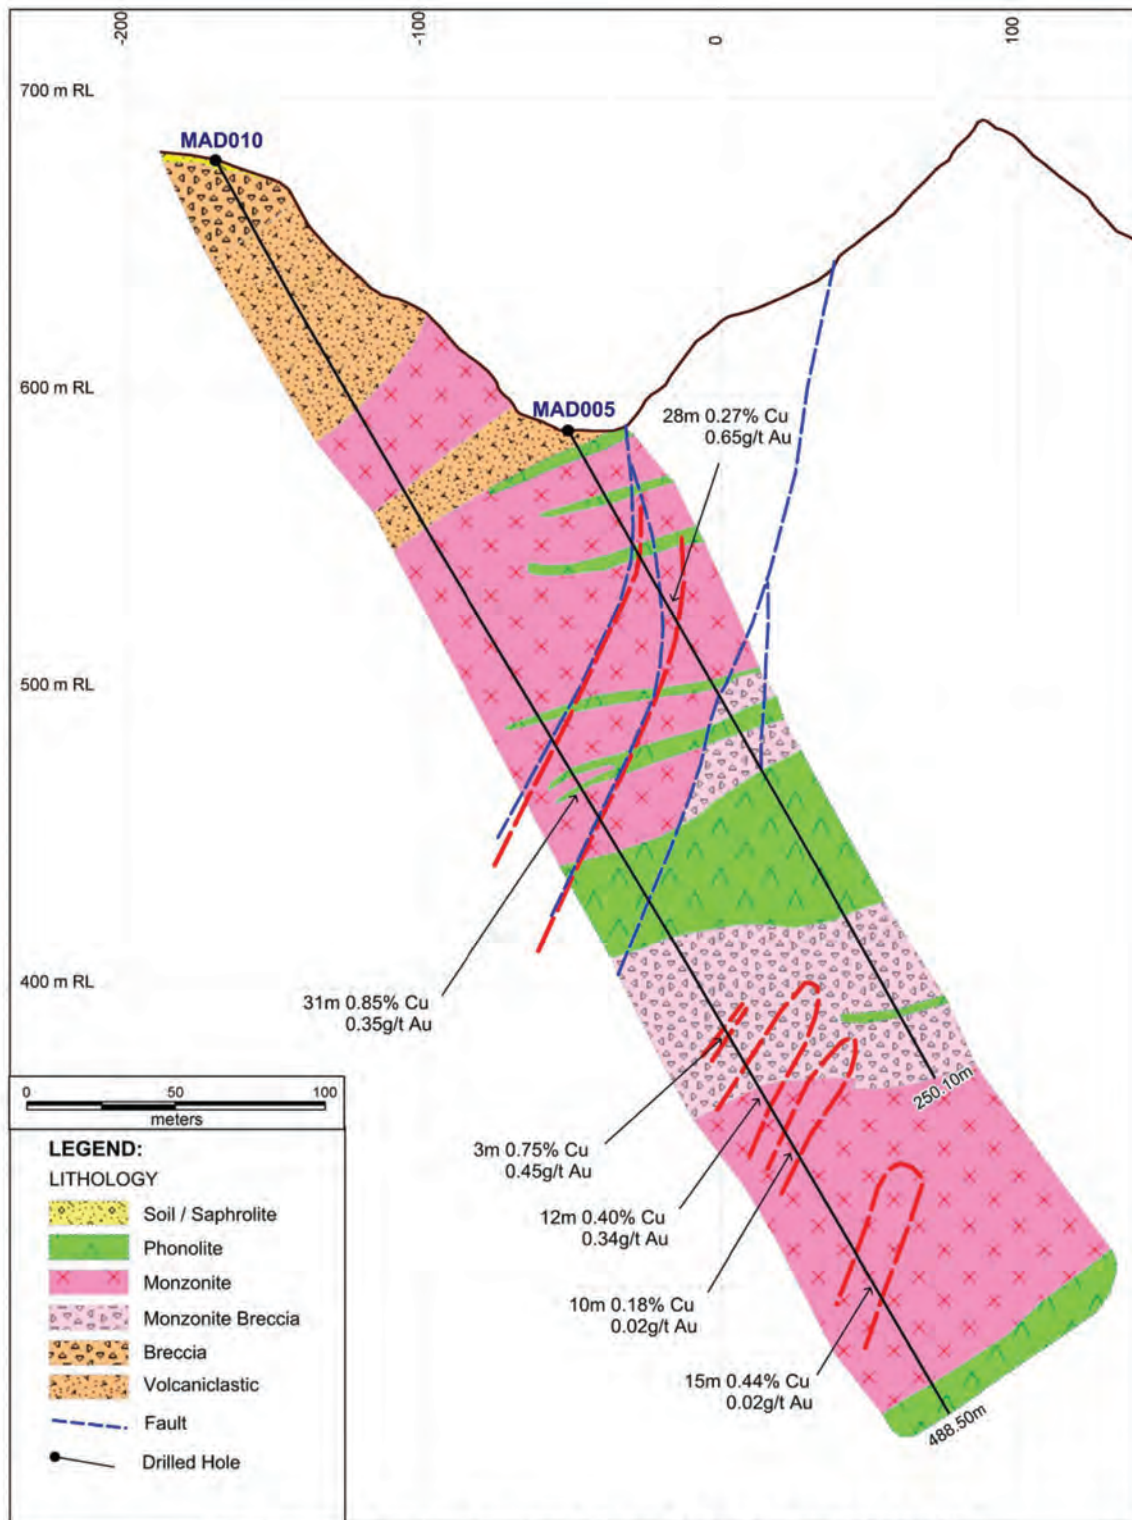 -200
-100
0
100
700 m RL
MAD010
600 m RL
MAD005
28m 0.27% Cu
0.65g/t Au
500 m RL
400 m RL
31m 0.85% Cu
0.35g/t Au
250.10m
0 50 100
meters
3m 0.75% Cu
0.45g/t Au
12m 0.40% Cu
0.34g/t Au
10m 0.18% Cu
0.02g/t Au
15m 0.44% Cu
0.02g/t Au
488.50m
LEGEND:
LITHOLOGY
Soil / Saphrolite
Phonolite
Monzonite
Monzonite Breccia
Breccia
Volcaniclastic
Fault
Drilled Hole